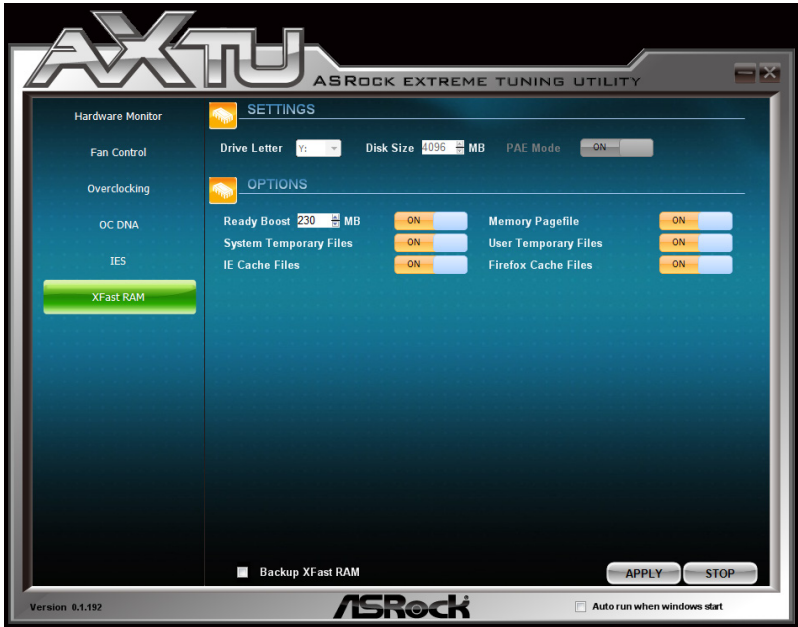 AXTU
ASRock EXTREME TUNING UTILITY
Hardware Monitor
Fan Control
Overclocking
OC DNA
IES
XFast RAM
SETTINGS
Drive Letter Y: Disk Size 4096 MB PAE Mode ON
OPTIONS
Ready Boost 230 MB ON Memory Pagefile ON
System Temporary Files ON User Temporary Files ON
IE Cache Files ON Firefox Cache Files ON
Backup XFast RAM APPLY STOP
Version 0.1.192 ASRock Auto run when windows start